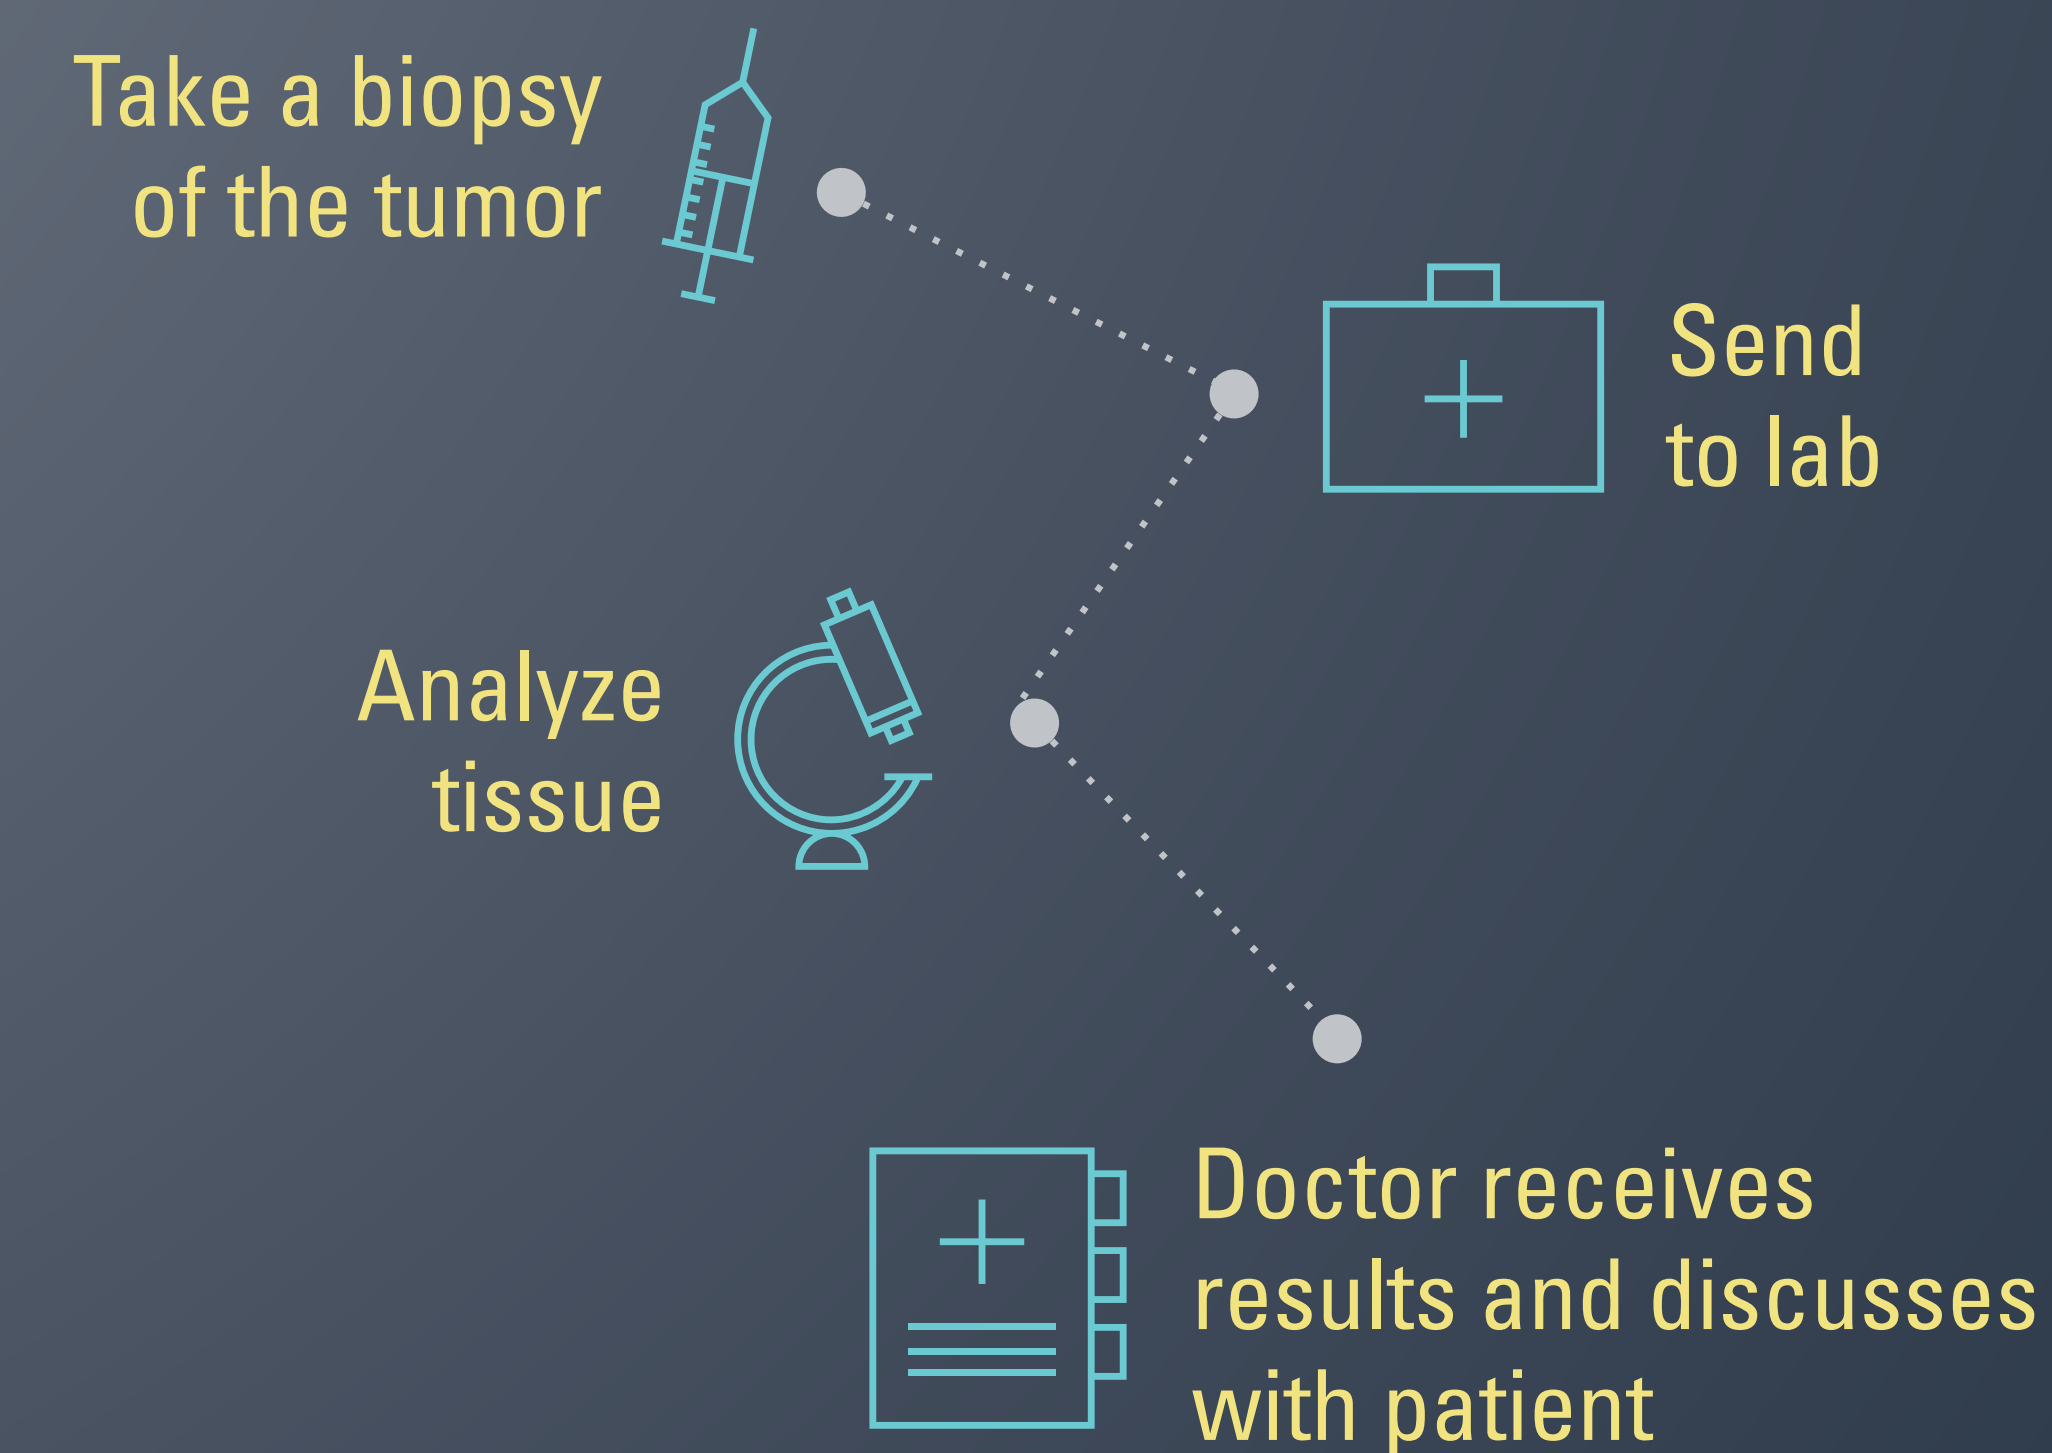 Take a biopsy
of the tumor
Send
to lab
Analyze
tissue
Doctor receives
results and discusses
with patient